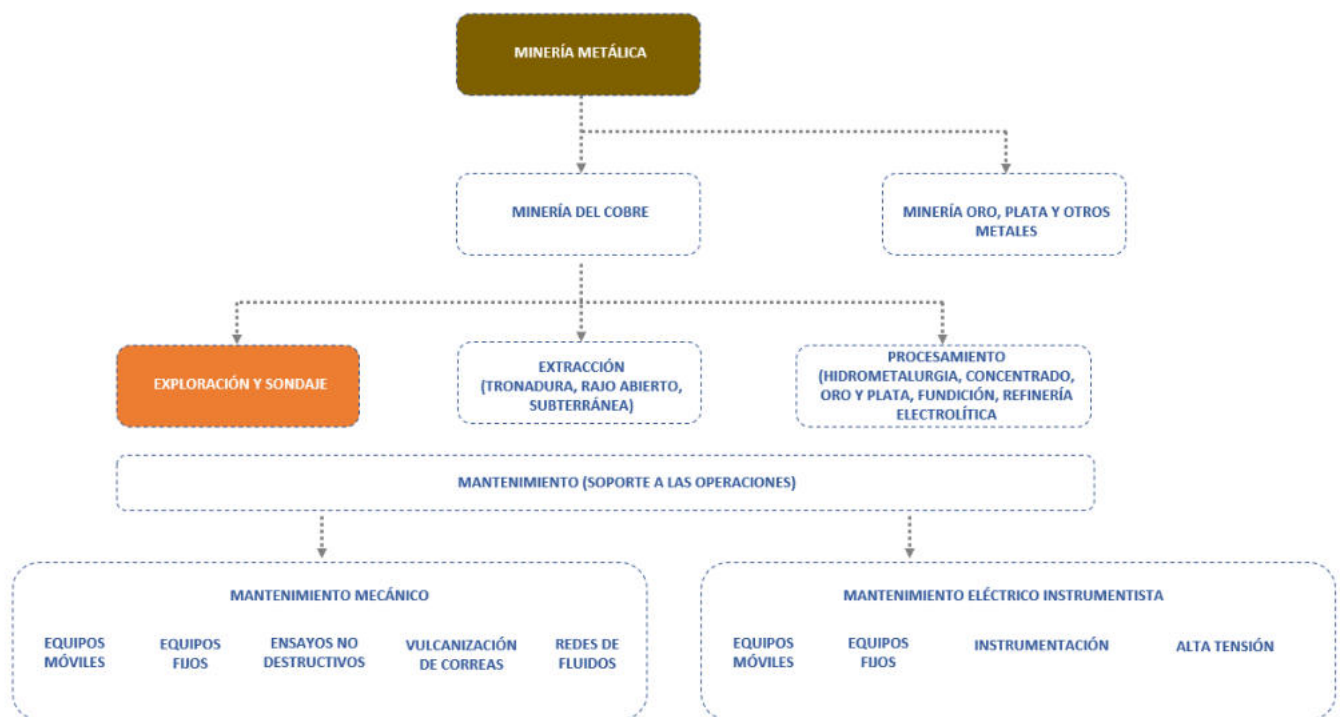 MINERÍA METÁLICA
MINERÍA DEL COBRE
MINERÍA ORO, PLATA Y OTROS
METALES
EXPLORACIÓN Y SONDAJE
EXTRACCIÓN
(TRONADURA, RAJO ABIERTO,
SUBTERRÁNEA)
PROCESAMIENTO
(HIDROMETALURGIA, CONCENTRADO,
ORO Y PLATA, FUNDICIÓN, REFINERÍA
ELECTROLÍTICA
MANTENIMIENTO (SOPORTE A LAS OPERACIONES)
MANTENIMIENTO MECÁNICO
EQUIPOS
MÓVILES
EQUIPOS
FIJOS
ENSAYOS NO
DESTRUCTIVOS
VULCANIZACIÓN
DE CORREAS
REDES DE
FLUIDOS
MANTENIMIENTO ELÉCTRICO INSTRUMENTISTA
EQUIPOS
MÓVILES
EQUIPOS
FIJOS
INSTRUMENTACIÓN
ALTA TENSIÓN